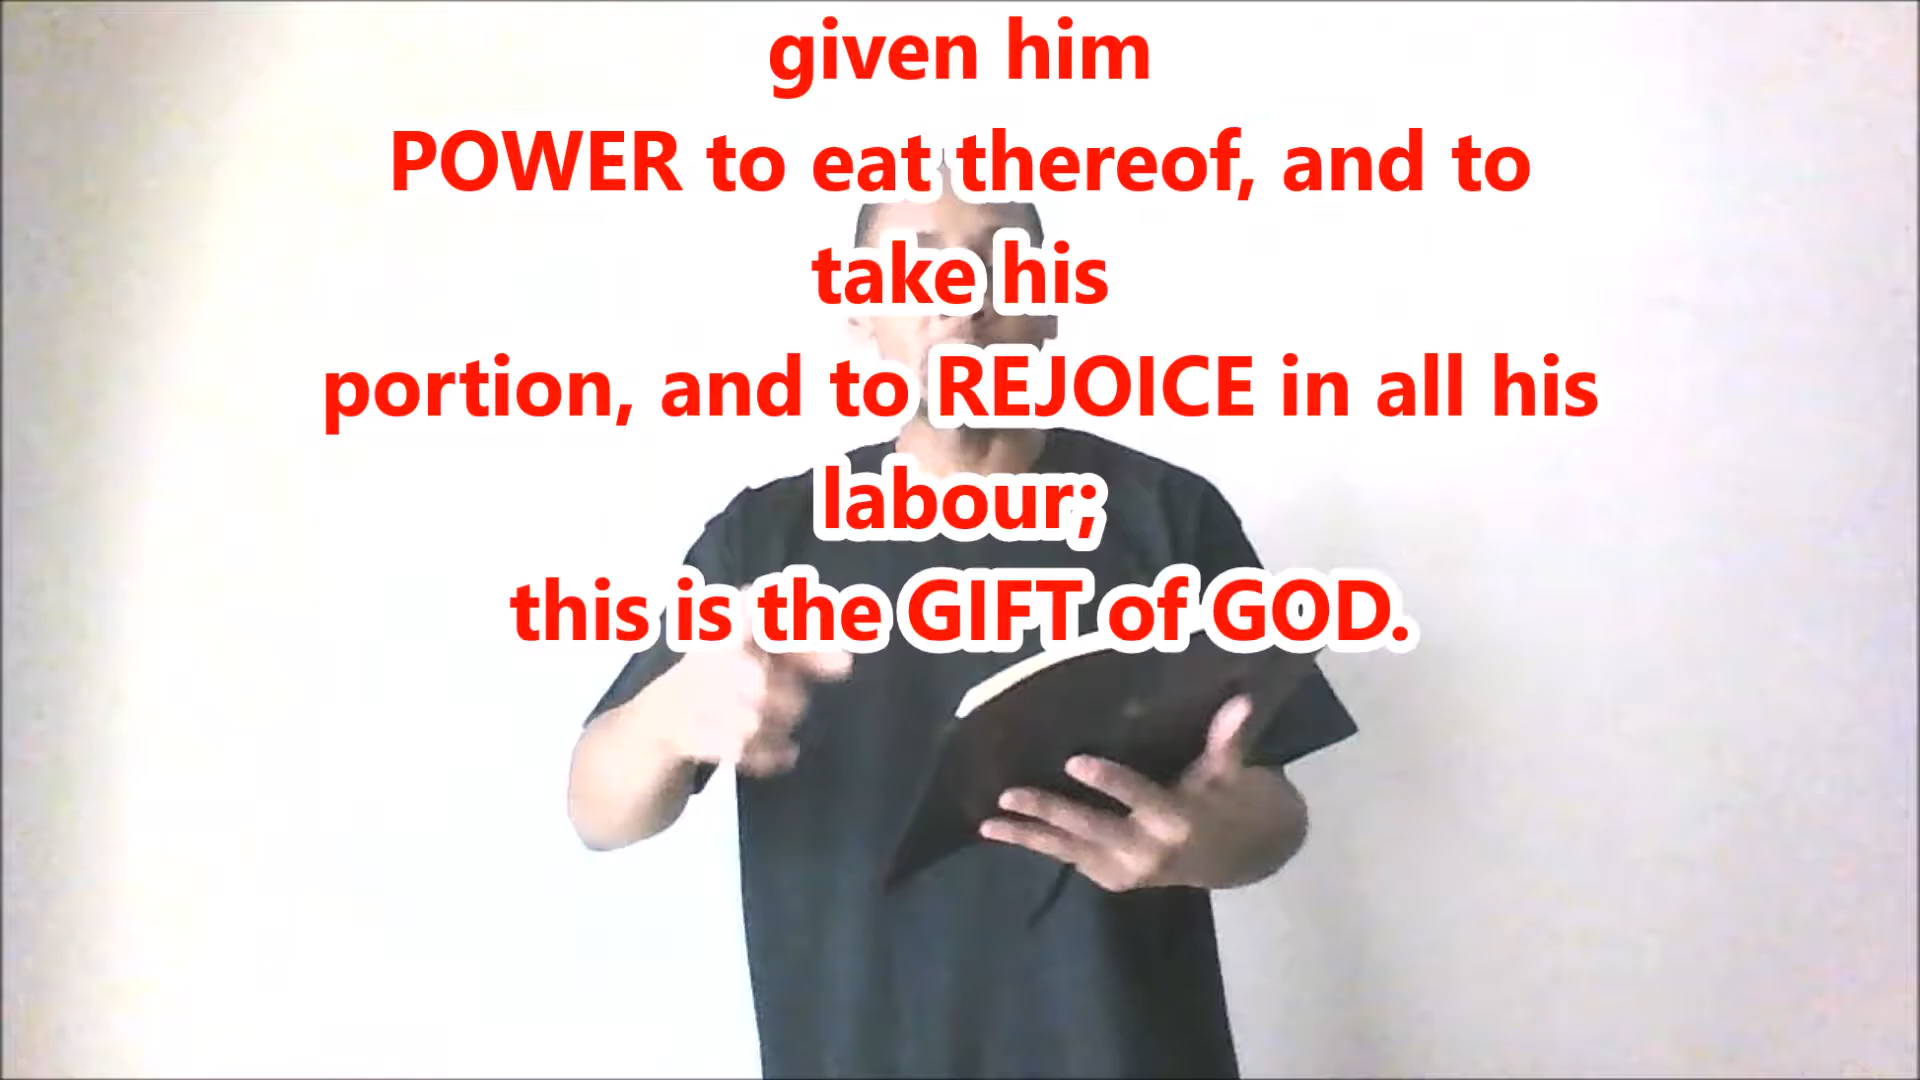 given him
POWER to eat thereof, and to
take his
portion, and to REJOICE in all his
labour;
this is the GIFT of GOD.